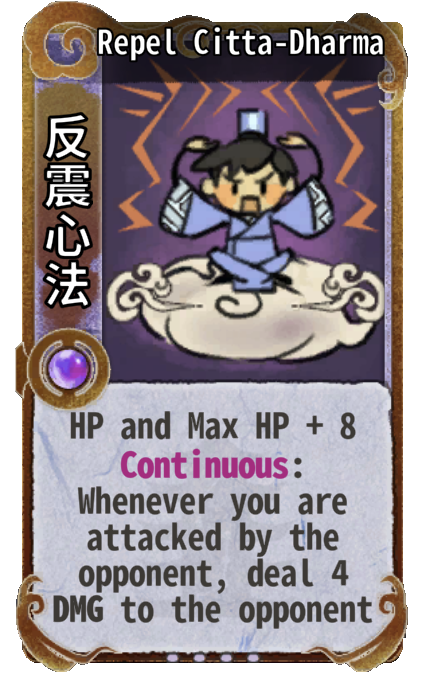 Repel Citta-Dharma
反震心法
HP and Max HP + 8
Continuous:
Whenever you are
attacked by the
opponent, deal 4
DMG to the opponent